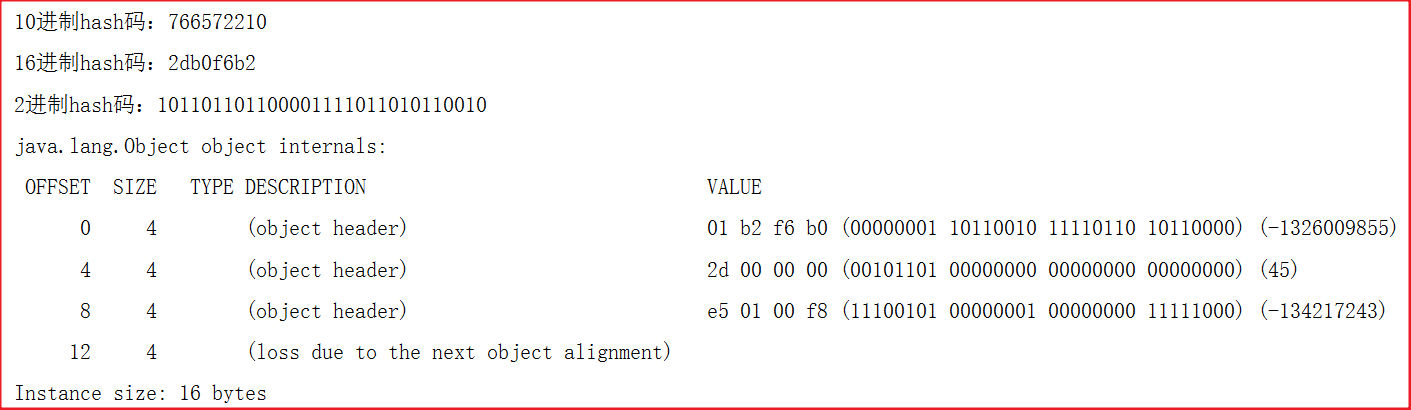 10进制hash码：766572210
16进制hash码：2db0f6b2
2进制hash码：101101101100001111011010110010
java.lang.Object object internals:
OFFSET  SIZE   TYPE DESCRIPTION                               VALUE
0     4        (object header)                           01 b2 f6 b0 (00000001 10110010 11110110 10110000) (-1326009855)
4     4        (object header)                           2d 00 00 00 (00101101 00000000 00000000 00000000) (45)
8     4        (object header)                           e5 01 00 f8 (11100101 00000001 00000000 11111000) (-134217243)
12     4        (loss due to the next object alignment)
Instance size: 16 bytes